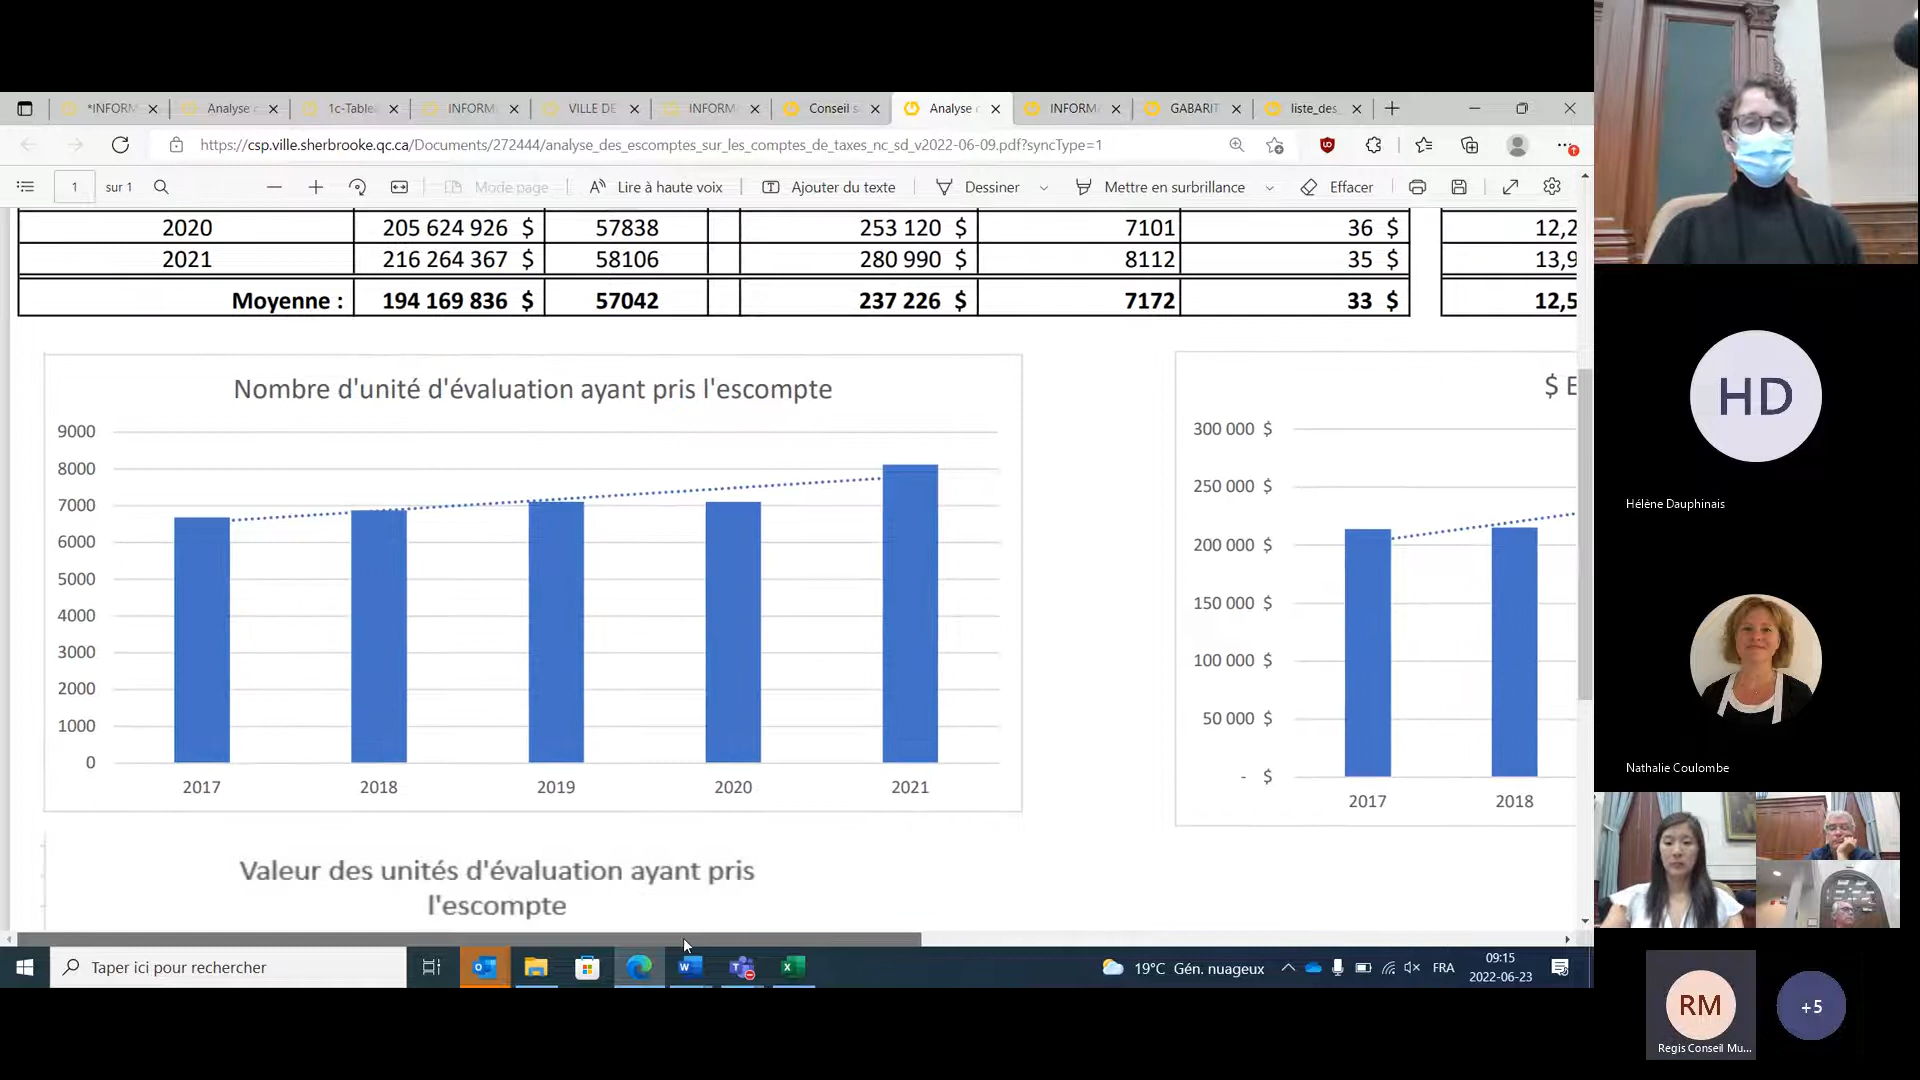 *INFORM
Analyse
1c-Table
INFORM
VILLE DE
INFORM
Conseil s
Analyse
INFORM
GABARIT
liste_des_
https://csp.ville.sherbrooke.qc.ca/Documents/272444/analyse_des_escomptes_sur_les_comptes_de_taxes_nc_sd_v2022-06-09.pdf?syncType=1
1 sur 1 Mode page Lire à haute voix Ajouter du texte Dessiner Mettre en surbrillance Effacer
2020 205 624 926 $ 57838 253 120 $ 7101 36 $ 12,2
2021 216 264 367 $ 58106 280 990 $ 8112 35 $ 13,9
Moyenne : 194 169 836 $ 57042 237 226 $ 7172 33 $ 12,5
Nombre d'unité d'évaluation ayant pris l'escompte
9000
8000
7000
6000
5000
4000
3000
2000
1000
0
2017 2018 2019 2020 2021
$ E
300 000 $
250 000 $
200 000 $
150 000 $
100 000 $
50 000 $
- $
2017 2018
Valeur des unités d'évaluation ayant pris
l'escompte
Taper ici pour rechercher
19°C Gén. nuageux
FRA
09:15
2022-06-23
HD
Hélène Dauphinais
Nathalie Coulombe
RM
Regis Conseil Mu...
+5